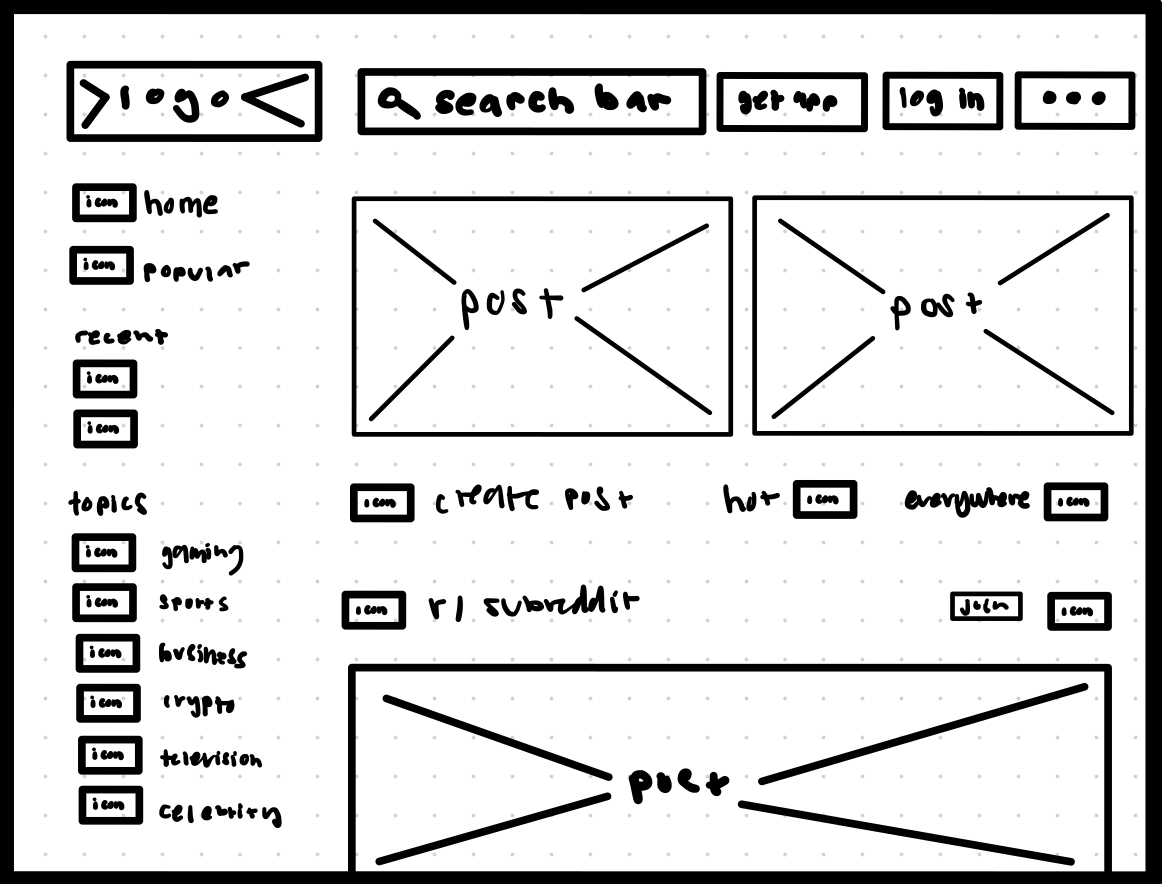 logo
search bar
get app
log in
icon home
icon popular
recent
icon
icon
topics
icon gaming
icon sports
icon business
icon crypto
icon television
icon celebrity
post
post
icon create post
hot icon
everywhere icon
icon r/subreddit
join icon
post